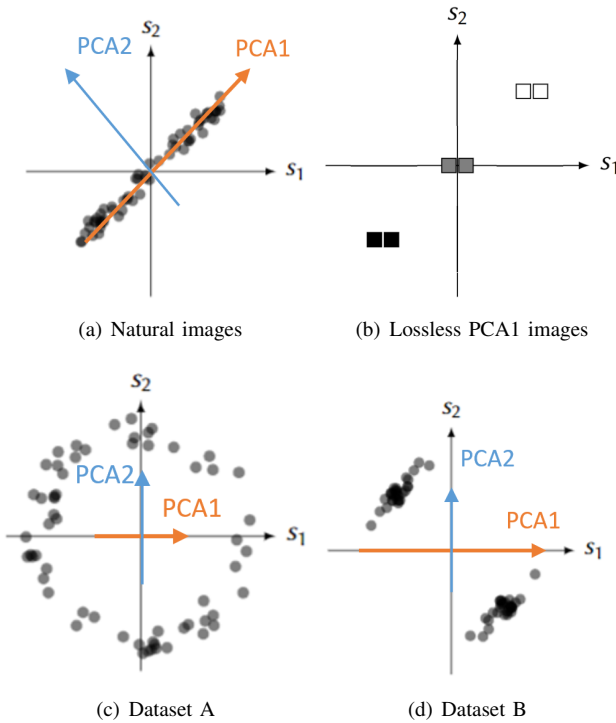 s₂
PCA2
PCA1
s₁
(a) Natural images
s₂
s₁
(b) Lossless PCA1 images
s₂
PCA2
PCA1
s₁
(c) Dataset A
s₂
PCA2
PCA1
s₁
(d) Dataset B